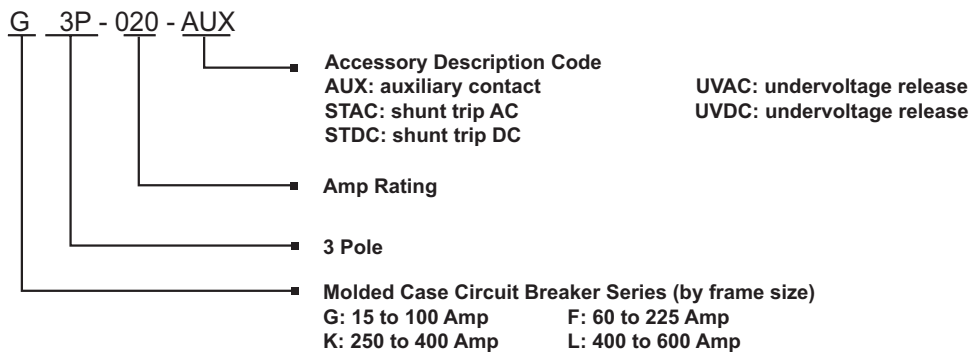 G 3P - 020 - AUX
Accessory Description Code
AUX: auxiliary contact UVAC: undervoltage release
STAC: shunt trip AC UVDC: undervoltage release
STDC: shunt trip DC
Amp Rating
3 Pole
Molded Case Circuit Breaker Series (by frame size)
G: 15 to 100 Amp F: 60 to 225 Amp
K: 250 to 400 Amp L: 400 to 600 Amp